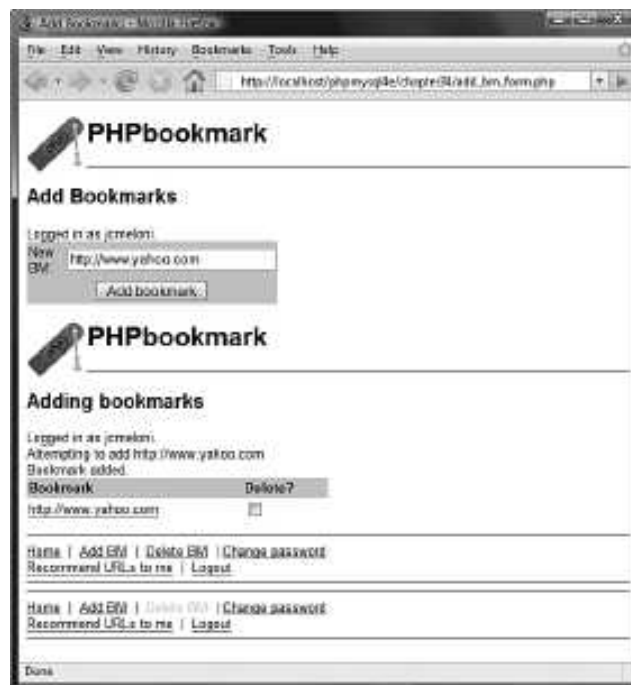 Add Bookmarks - Mozilla Firefox
File Edit View History Bookmarks Tools Help
http://localhost/phpmysql4e/chapter34/add_bm_form.php
PHPbookmark
Add Bookmarks
Logged in as jcmeloni.
New BM: http://www.yahoo.com
Add bookmark
PHPbookmark
Adding bookmarks
Logged in as jcmeloni.
Attempting to add http://www.yahoo.com
Bookmark added.
Bookmark Delete?
http://www.yahoo.com
Home | Add BM | Delete BM | Change password
Recommend URLs to me | Logout
Home | Add BM | Delete BM | Change password
Recommend URLs to me | Logout
Done